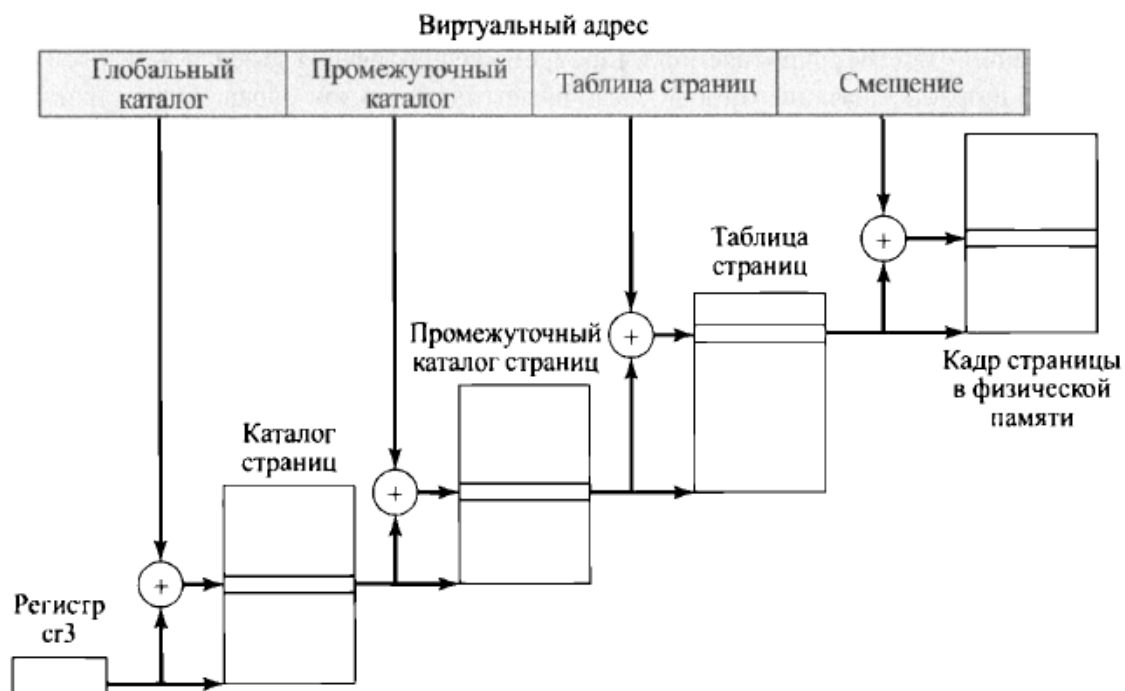 Виртуальный адрес
Глобальный
каталог
Промежуточный
каталог
Таблица страниц
Смещение
+
Таблица
страниц
+
Промежуточный
каталог страниц
Кадр страницы
в физической
памяти
Каталог
страниц
+
+
Регистр
cr3